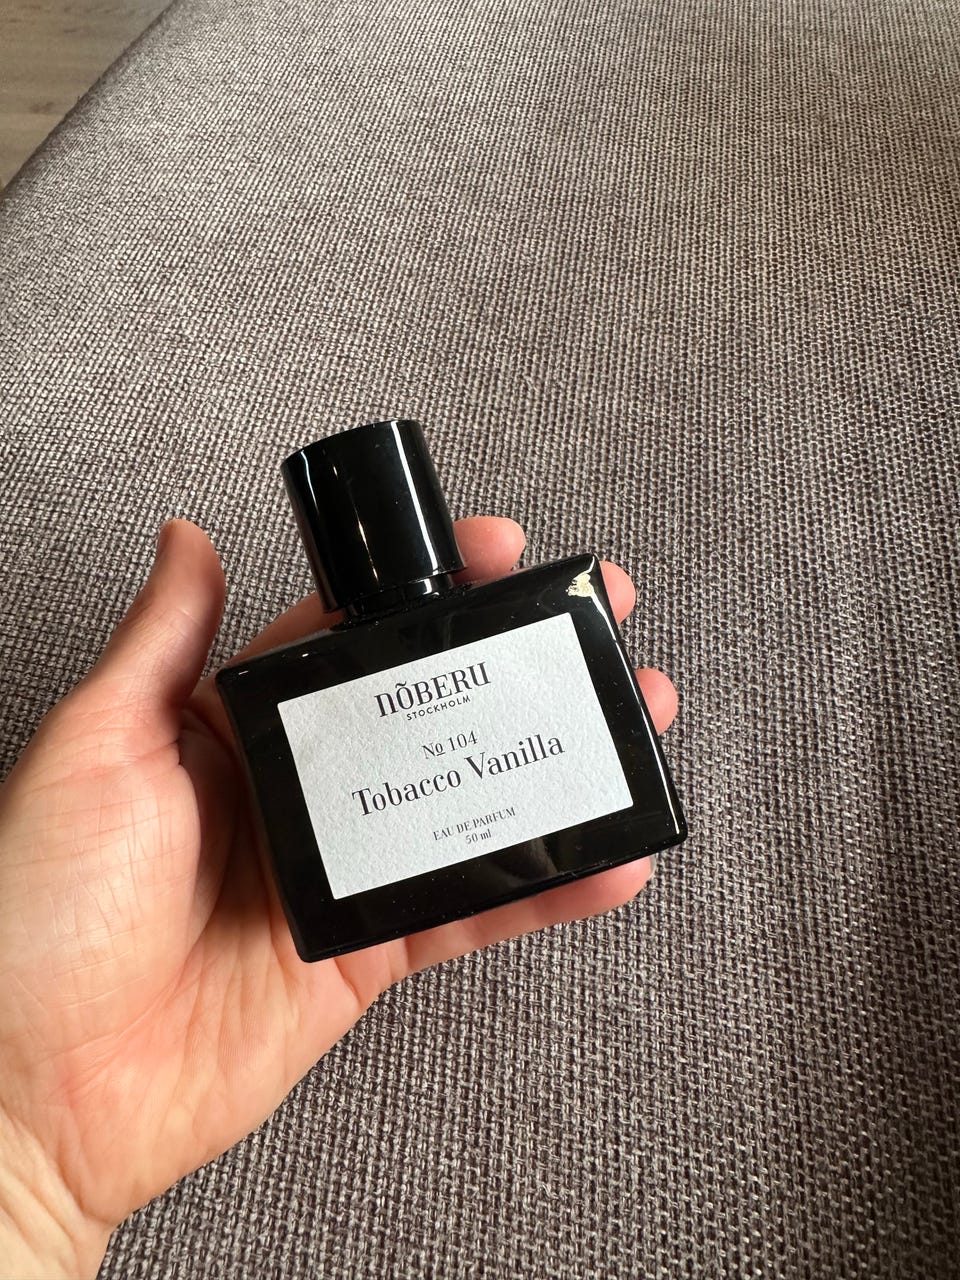 nõBERU
STOCKHOLM
№ 104
Tobacco Vanilla
EAU DE PARFUM
50 ml